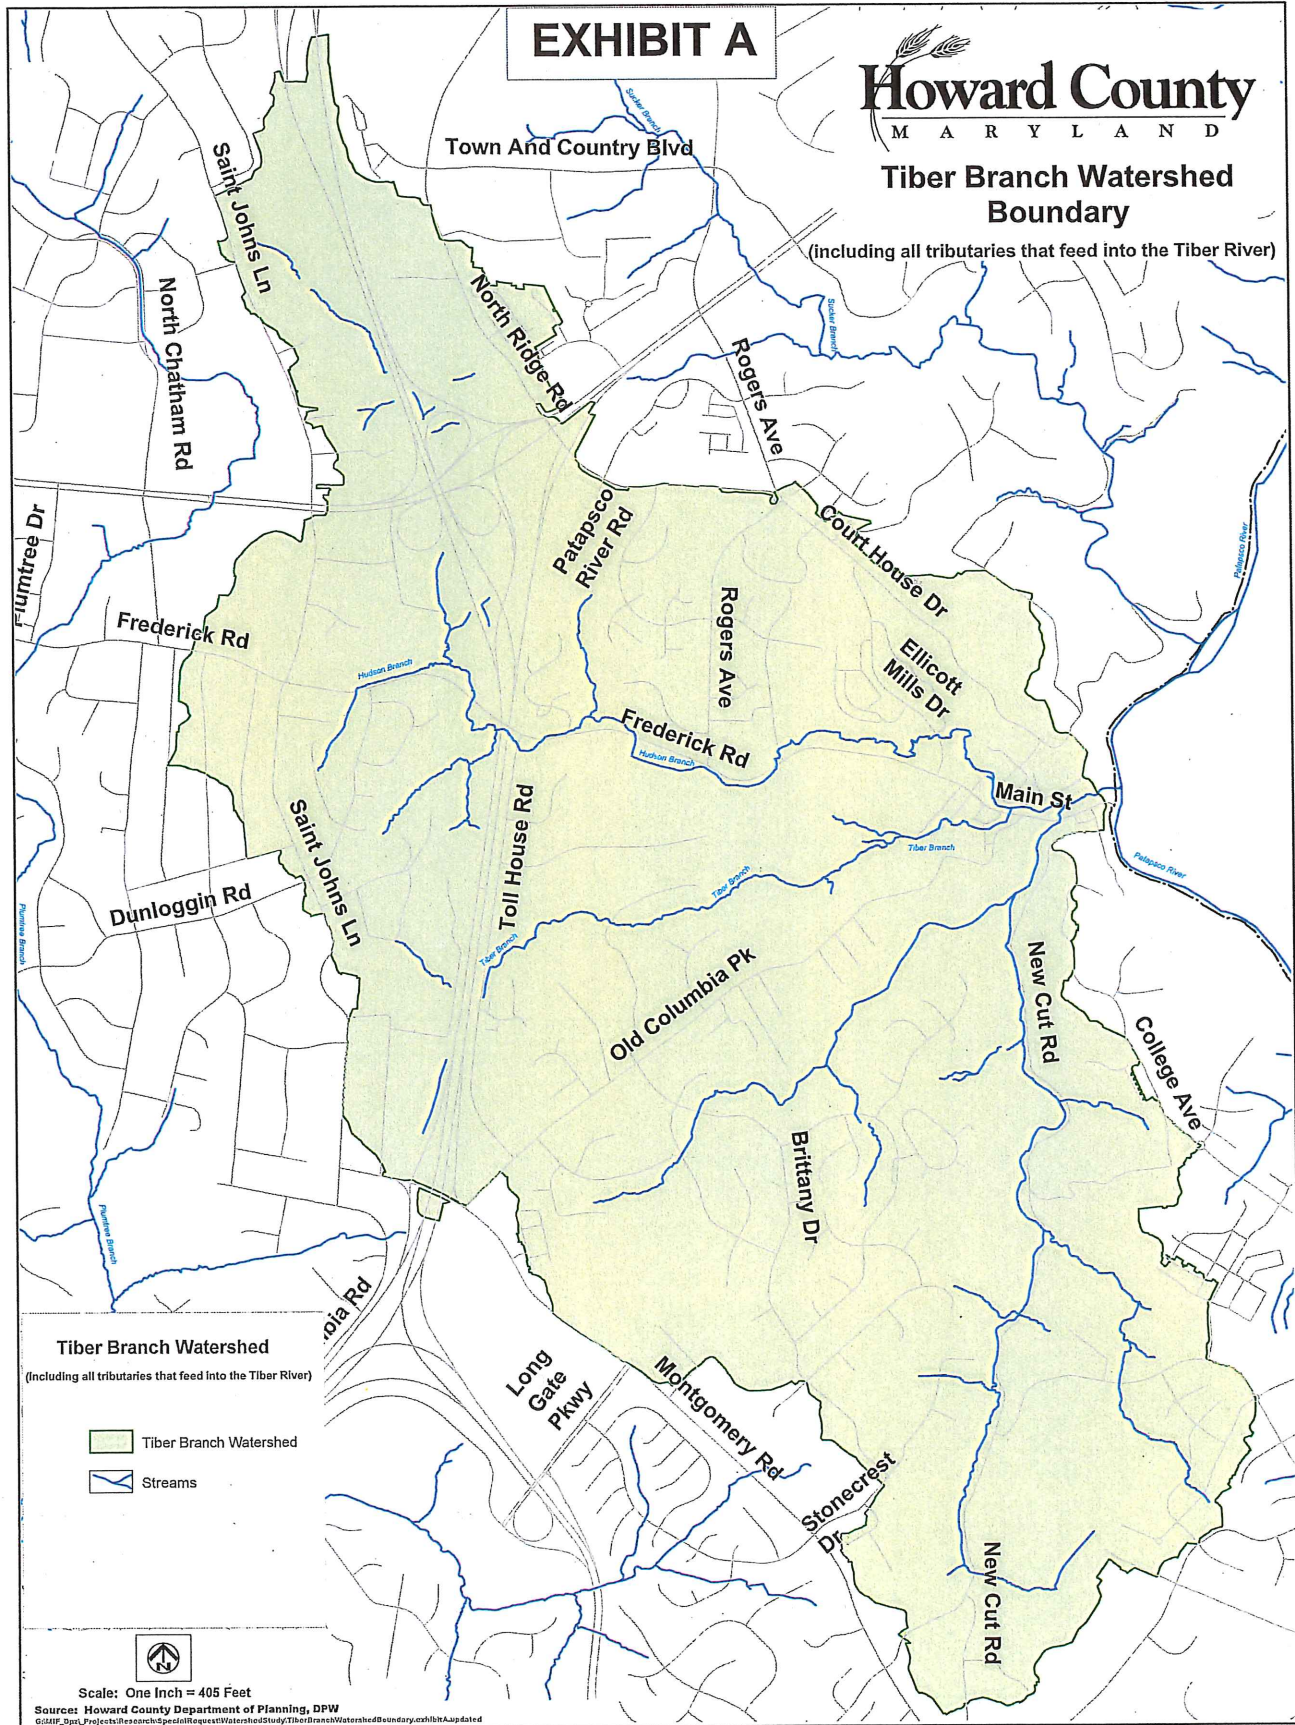 EXHIBIT A
Howard County
MARYLAND
Tiber Branch Watershed
Boundary
(including all tributaries that feed into the Tiber River)
Sucker Branch
Town And Country Blvd
Saint Johns Ln
North Chatham Rd
North Ridge Rd
Sucker Branch
Rogers Ave
Plumtree Dr
Patapsco
River Rd
Court House Dr
Patapsco River
Frederick Rd
Rogers Ave
Ellicott
Mills Dr
Hudson Branch
Frederick Rd
Hudson Branch
Main St
Saint Johns Ln
Toll House Rd
Tiber Branch
Tiber Branch
Patapsco River
Dunloggin Rd
Plumtree Branch
Tiber Branch
Old Columbia Pk
New Cut Rd
College Ave
Brittany Dr
Plumtree Branch
bia Rd
Long
Gate
Pkwy
Montgomery Rd
Stonecrest
Dr
New Cut Rd
Tiber Branch Watershed
(including all tributaries that feed into the Tiber River)
Tiber Branch Watershed
Streams
N
Scale: One Inch = 405 Feet
Source: Howard County Department of Planning, DPW